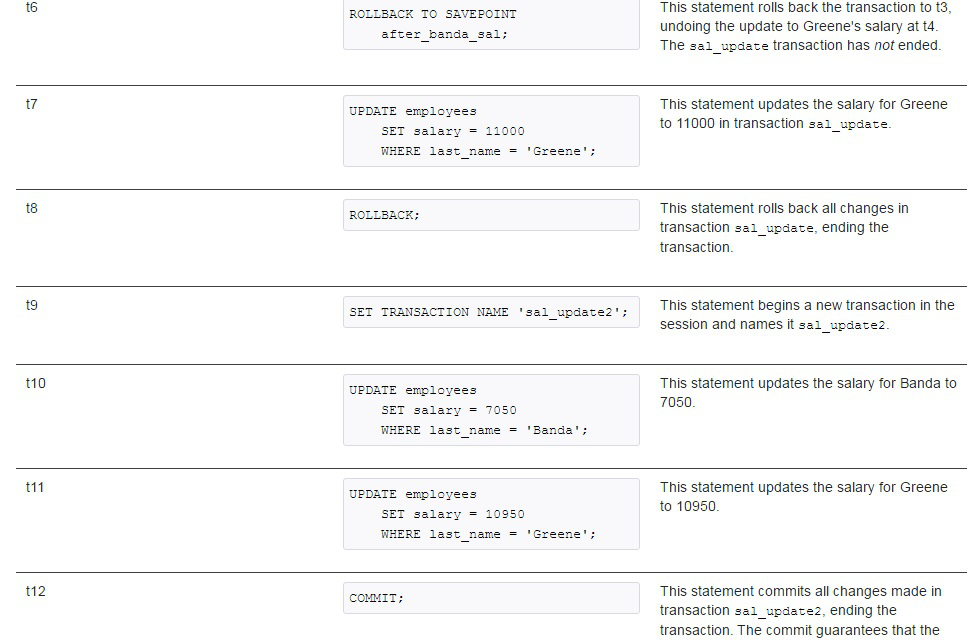 t6
ROLLBACK TO SAVEPOINT
after_banda_sal;
This statement rolls back the transaction to t3,
undoing the update to Greene's salary at t4.
The sal_update transaction has not ended.
t7
UPDATE employees
SET salary = 11000
WHERE last_name = 'Greene';
This statement updates the salary for Greene
to 11000 in transaction sal_update.
t8
ROLLBACK;
This statement rolls back all changes in
transaction sal_update, ending the
transaction.
t9
SET TRANSACTION NAME 'sal_update2';
This statement begins a new transaction in the
session and names it sal_update2.
t10
UPDATE employees
SET salary = 7050
WHERE last_name = 'Banda';
This statement updates the salary for Banda to
7050.
t11
UPDATE employees
SET salary = 10950
WHERE last_name = 'Greene';
This statement updates the salary for Greene
to 10950.
t12
COMMIT;
This statement commits all changes made in
transaction sal_update2, ending the
transaction. The commit guarantees that the